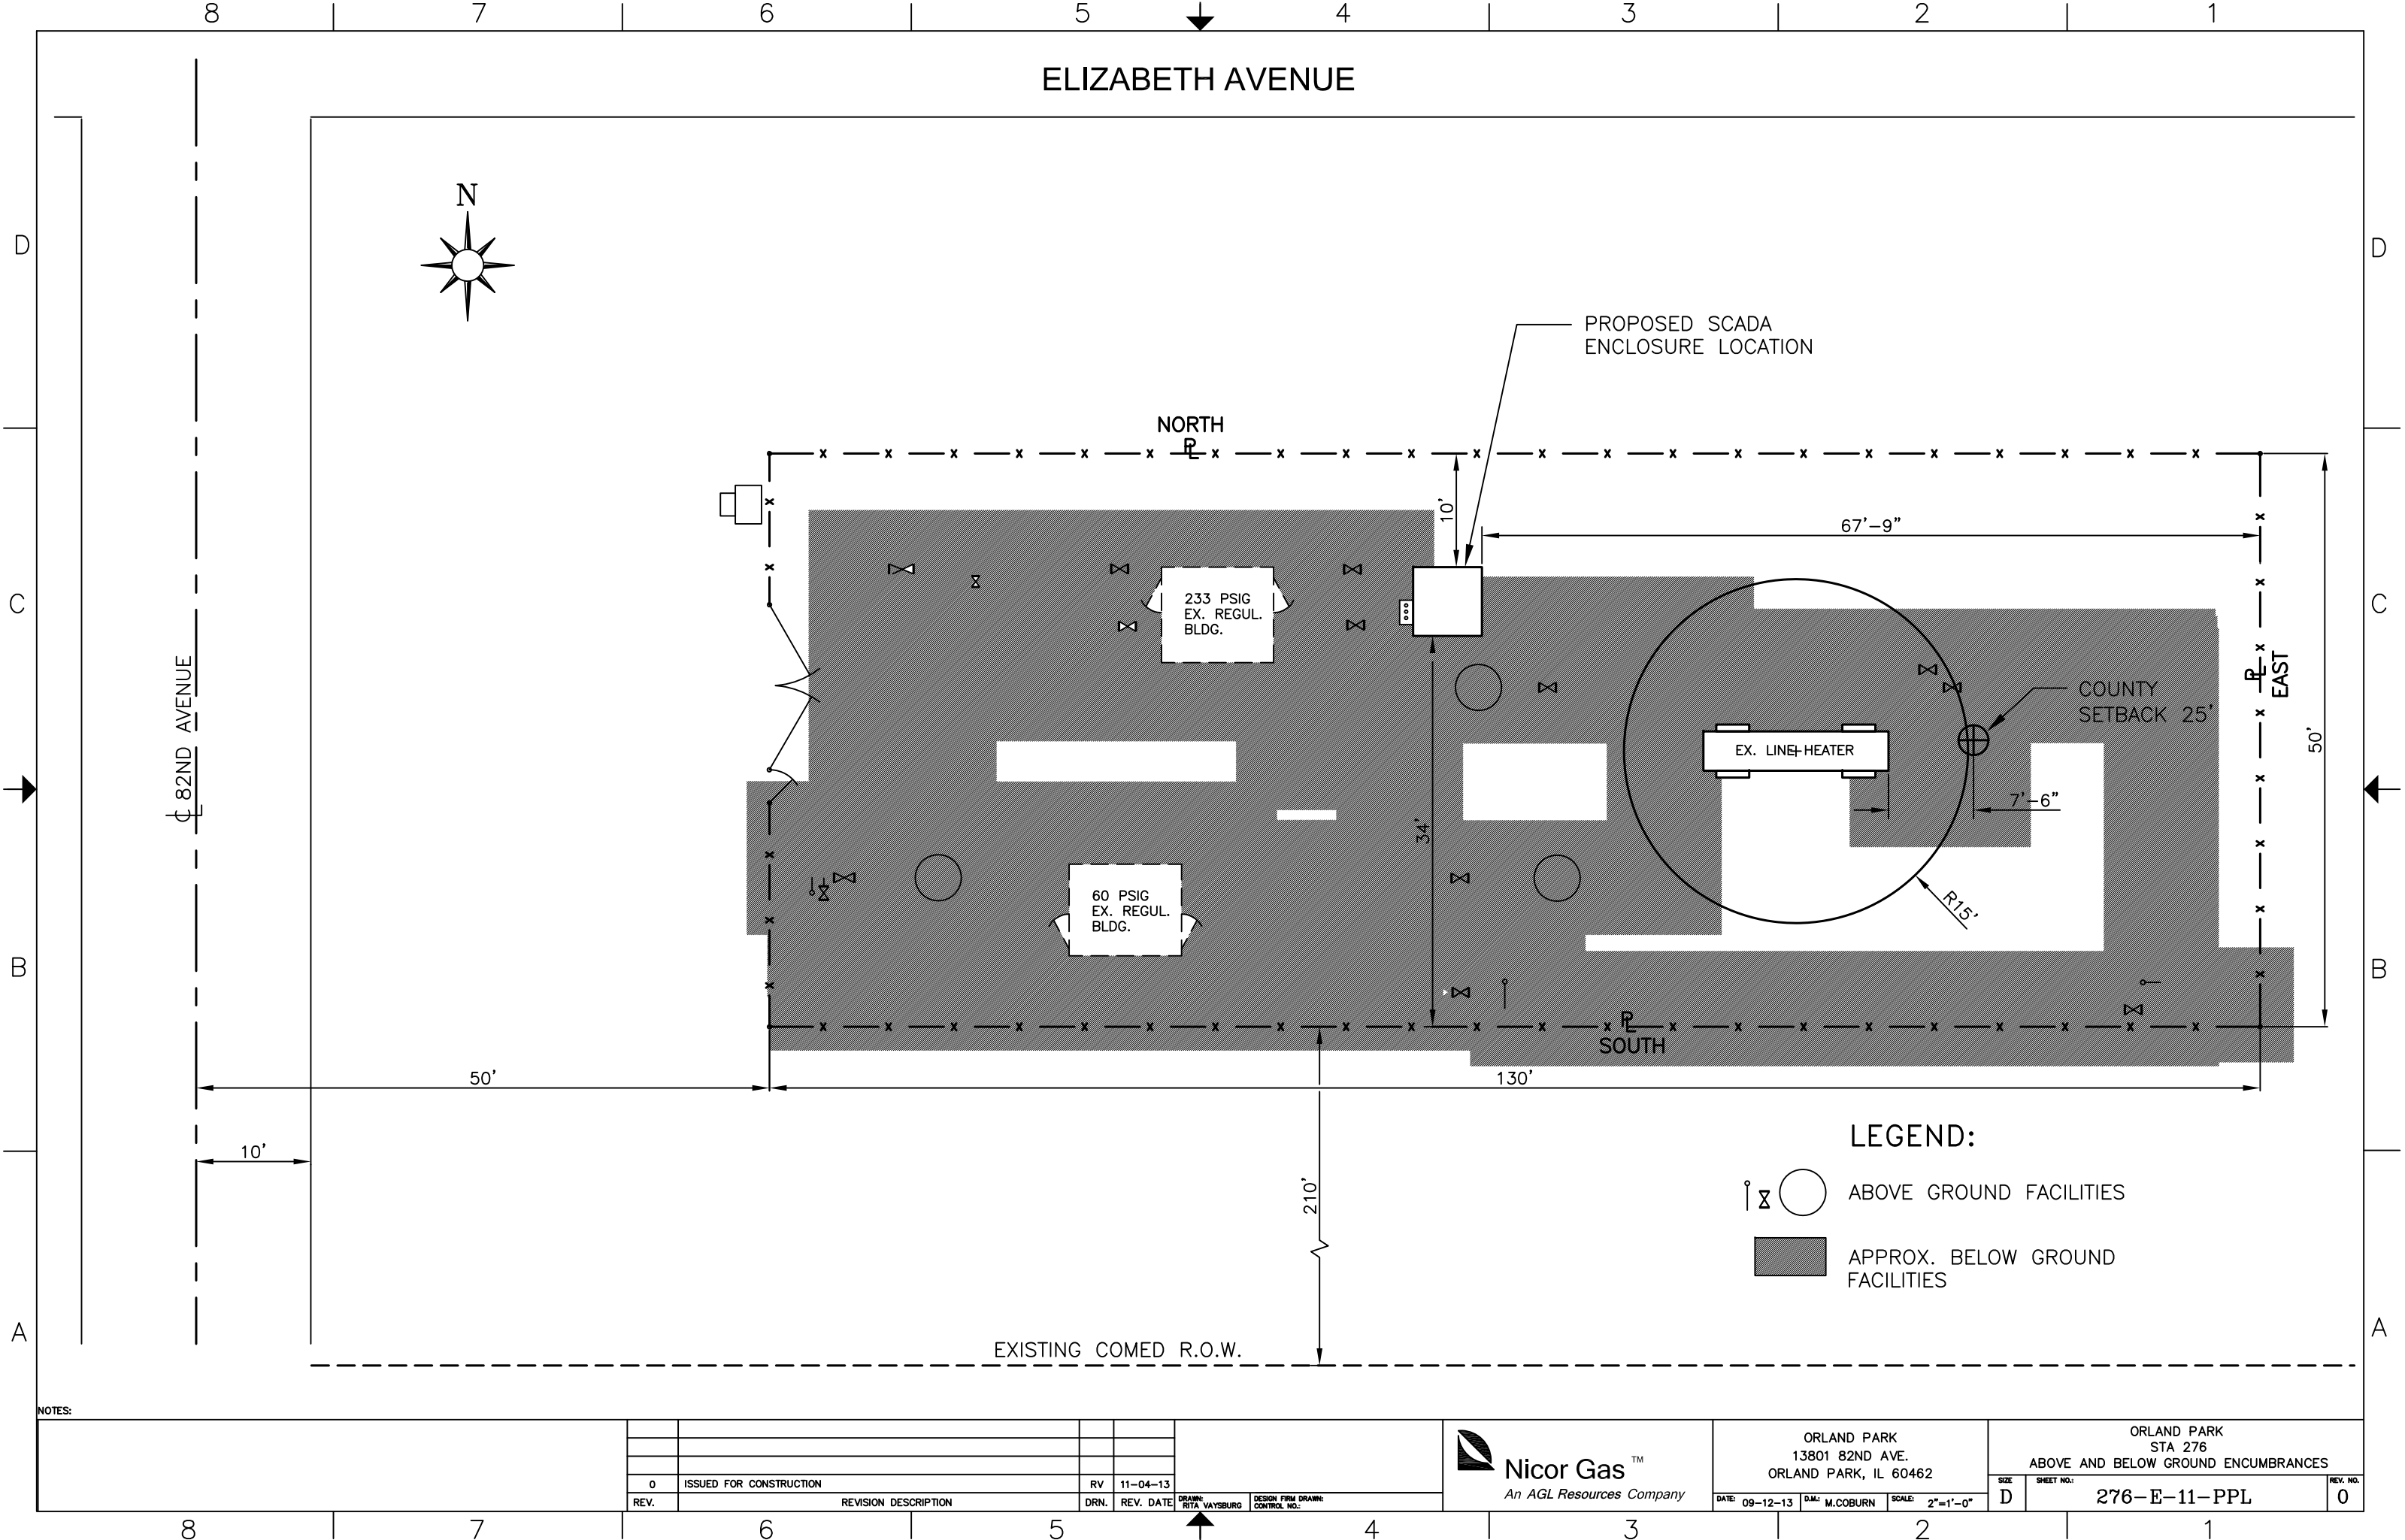 8 7 6 5 4 3 2 1
ELIZABETH AVENUE
N
D D
PROPOSED SCADA
ENCLOSURE LOCATION
NORTH
PL
10'
67'-9"
C C
233 PSIG
EX. REGUL.
BLDG.
CL 82ND AVENUE
PL
EAST
COUNTY
SETBACK 25'
50'
EX. LINE HEATER
7'-6"
34'
60 PSIG
EX. REGUL.
BLDG.
R15'
B B
PL
SOUTH
50'
130'
10'
LEGEND:
210'
ABOVE GROUND FACILITIES
APPROX. BELOW GROUND
FACILITIES
A A
EXISTING COMED R.O.W.
NOTES:
0 ISSUED FOR CONSTRUCTION RV 11-04-13
REV. REVISION DESCRIPTION DRN. REV. DATE
DRAWN:
RITA VAYSBURG
DESIGN FIRM DRAWN:
CONTROL NO.:
Nicor Gas ™
An AGL Resources Company
ORLAND PARK
13801 82ND AVE.
ORLAND PARK, IL 60462
DATE: 09-12-13 D.M.: M.COBURN SCALE: 2"=1'-0"
ORLAND PARK
STA 276
ABOVE AND BELOW GROUND ENCUMBRANCES
SIZE
D
SHEET NO.:
276-E-11-PPL
REV. NO.
0
8 7 6 5 4 3 2 1